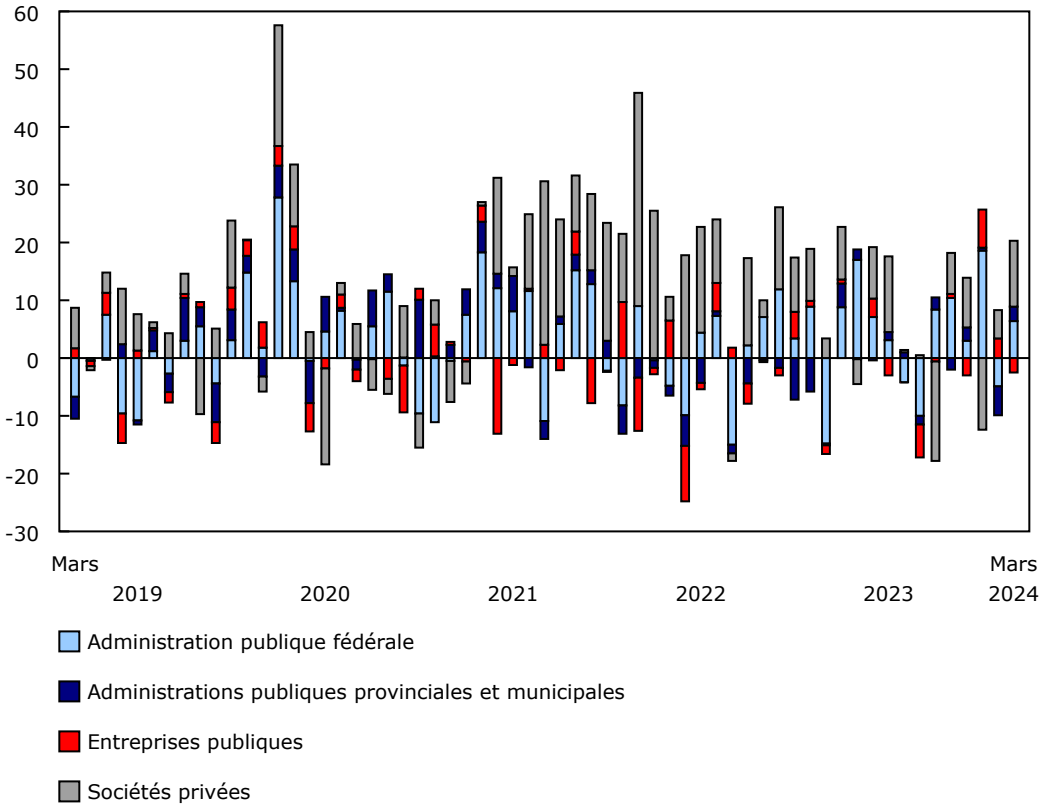 60
50
40
30
20
10
0
-10
-20
-30
Mars Mars
2019 2020 2021 2022 2023 2024
Administration publique fédérale
Administrations publiques provinciales et municipales
Entreprises publiques
Sociétés privées